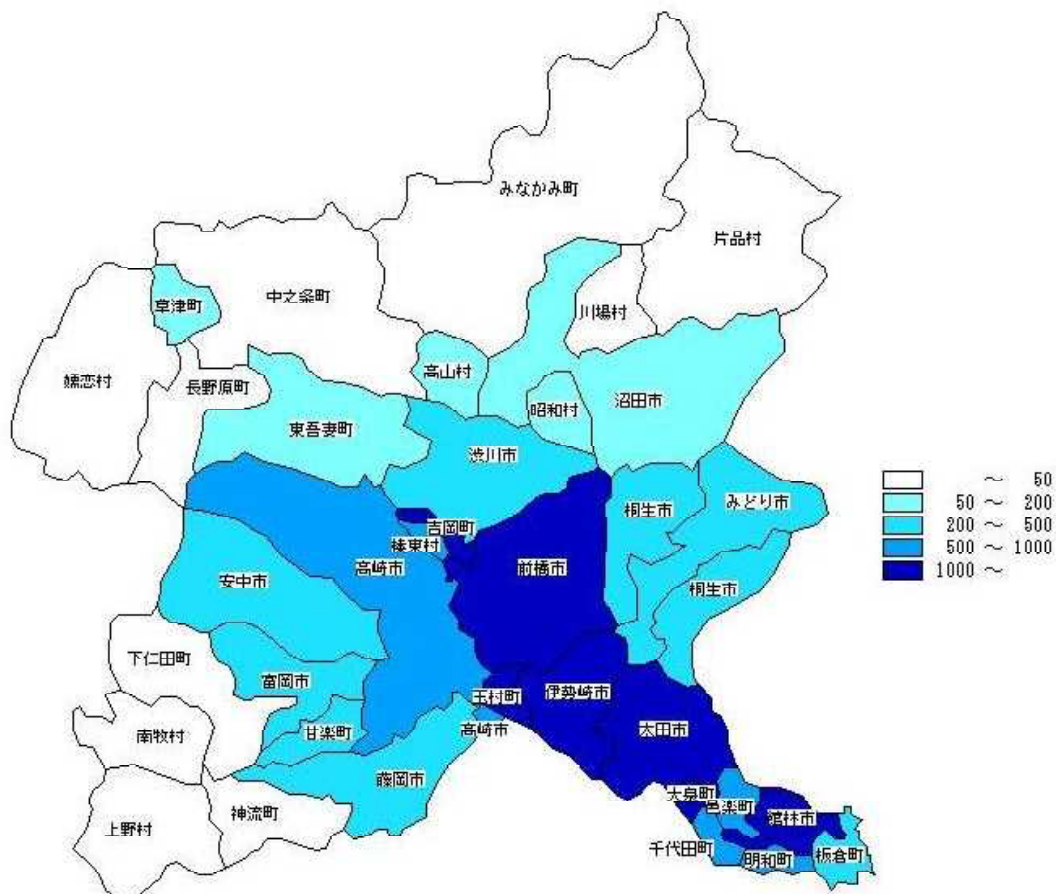 みなかみ町
片品村
草津町
中之条町
川場村
嬬恋村
長野原町
高山村
昭和村
沼田市
東吾妻町
渋川市
桐生市
みどり市
吉岡町
榛東村
高崎市
前橋市
安中市
桐生市
下仁田町
富岡市
玉村町
伊勢崎市
南牧村
甘楽町
高崎市
太田市
藤岡市
大泉町
邑楽町
館林市
上野村
神流町
千代田町
明和町
板倉町
～ 50
50 ～ 200
200 ～ 500
500 ～ 1000
1000 ～